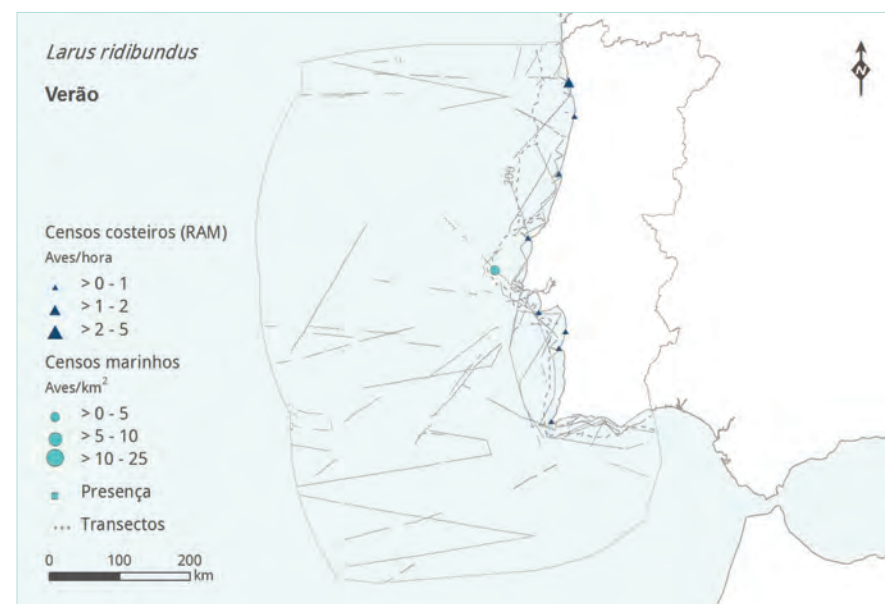 Larus ridibundus
Verão
N
200
Censos costeiros (RAM)
Aves/hora
> 0 - 1
> 1 - 2
> 2 - 5
Censos marinhos
Aves/km²
> 0 - 5
> 5 - 10
> 10 - 25
Presença
Transectos
0 100 200
km